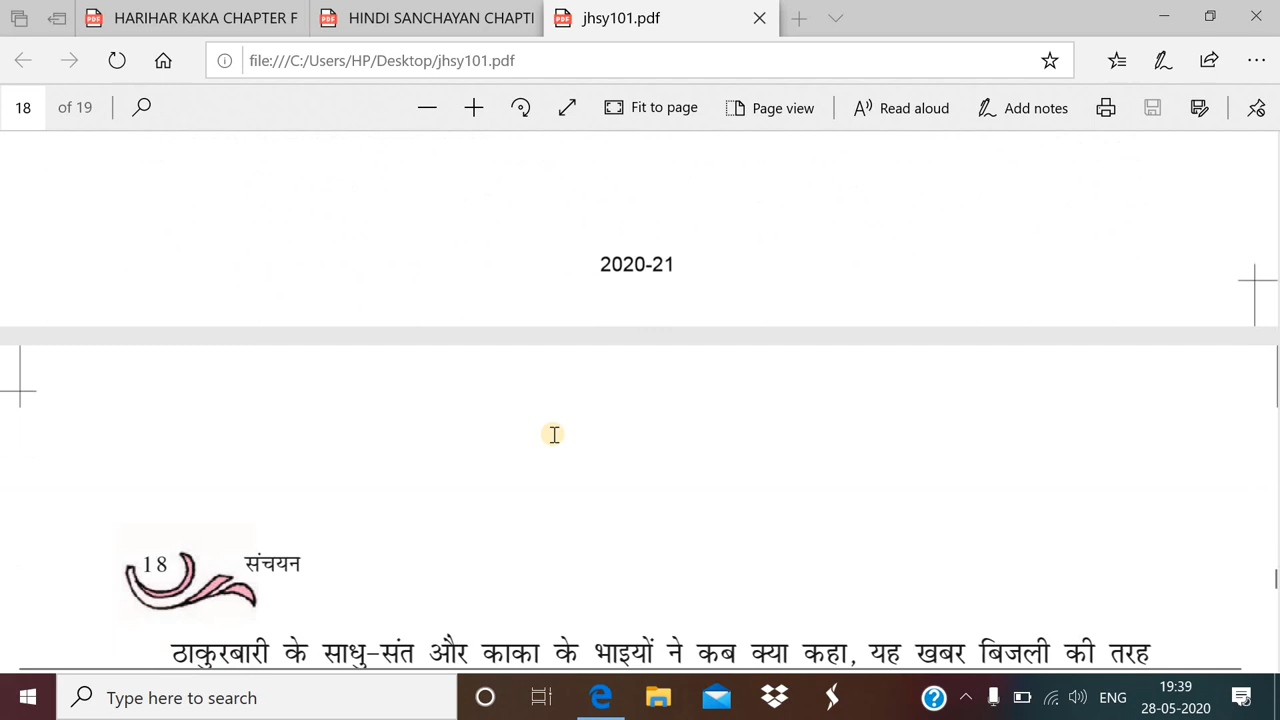 HARIHAR KAKA CHAPTER F
HINDI SANCHAYAN CHAPTI
jhsy101.pdf
file:///C:/Users/HP/Desktop/jhsy101.pdf
18 of 19
Fit to page
Page view
Read aloud
Add notes
2020-21
18 संचयन
ठाकुरबारी के साधु-संत और काका के भाइयों ने कब क्या कहा, यह खबर बिजली की तरह
Type here to search
ENG
19:39
28-05-2020